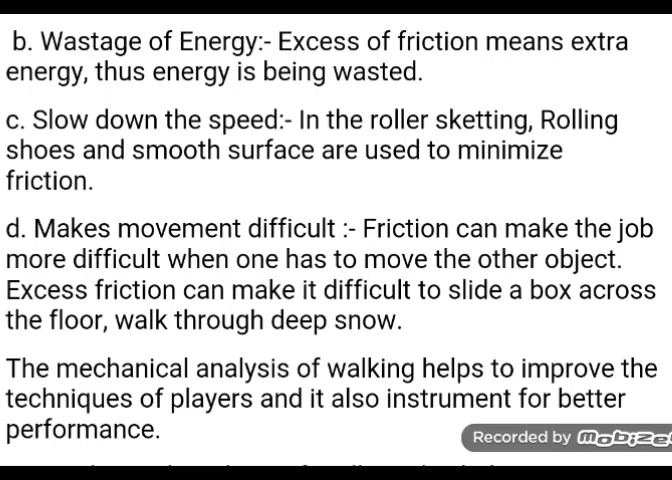 b. Wastage of Energy:- Excess of friction means extra
energy, thus energy is being wasted.
c. Slow down the speed:- In the roller sketting, Rolling
shoes and smooth surface are used to minimize
friction.
d. Makes movement difficult :- Friction can make the job
more difficult when one has to move the other object.
Excess friction can make it difficult to slide a box across
the floor, walk through deep snow.
The mechanical analysis of walking helps to improve the
techniques of players and it also instrument for better
performance.
Recorded by